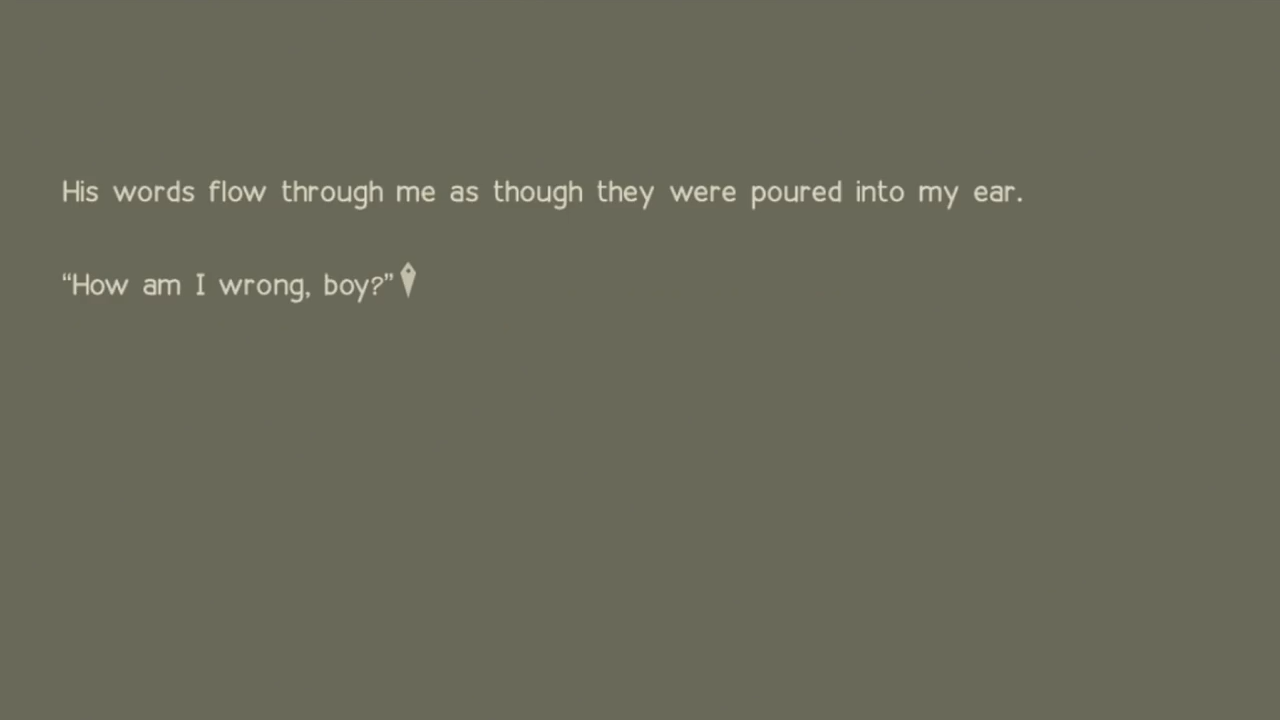 His words flow through me as though they were poured into my ear.
“How am I wrong, boy?”